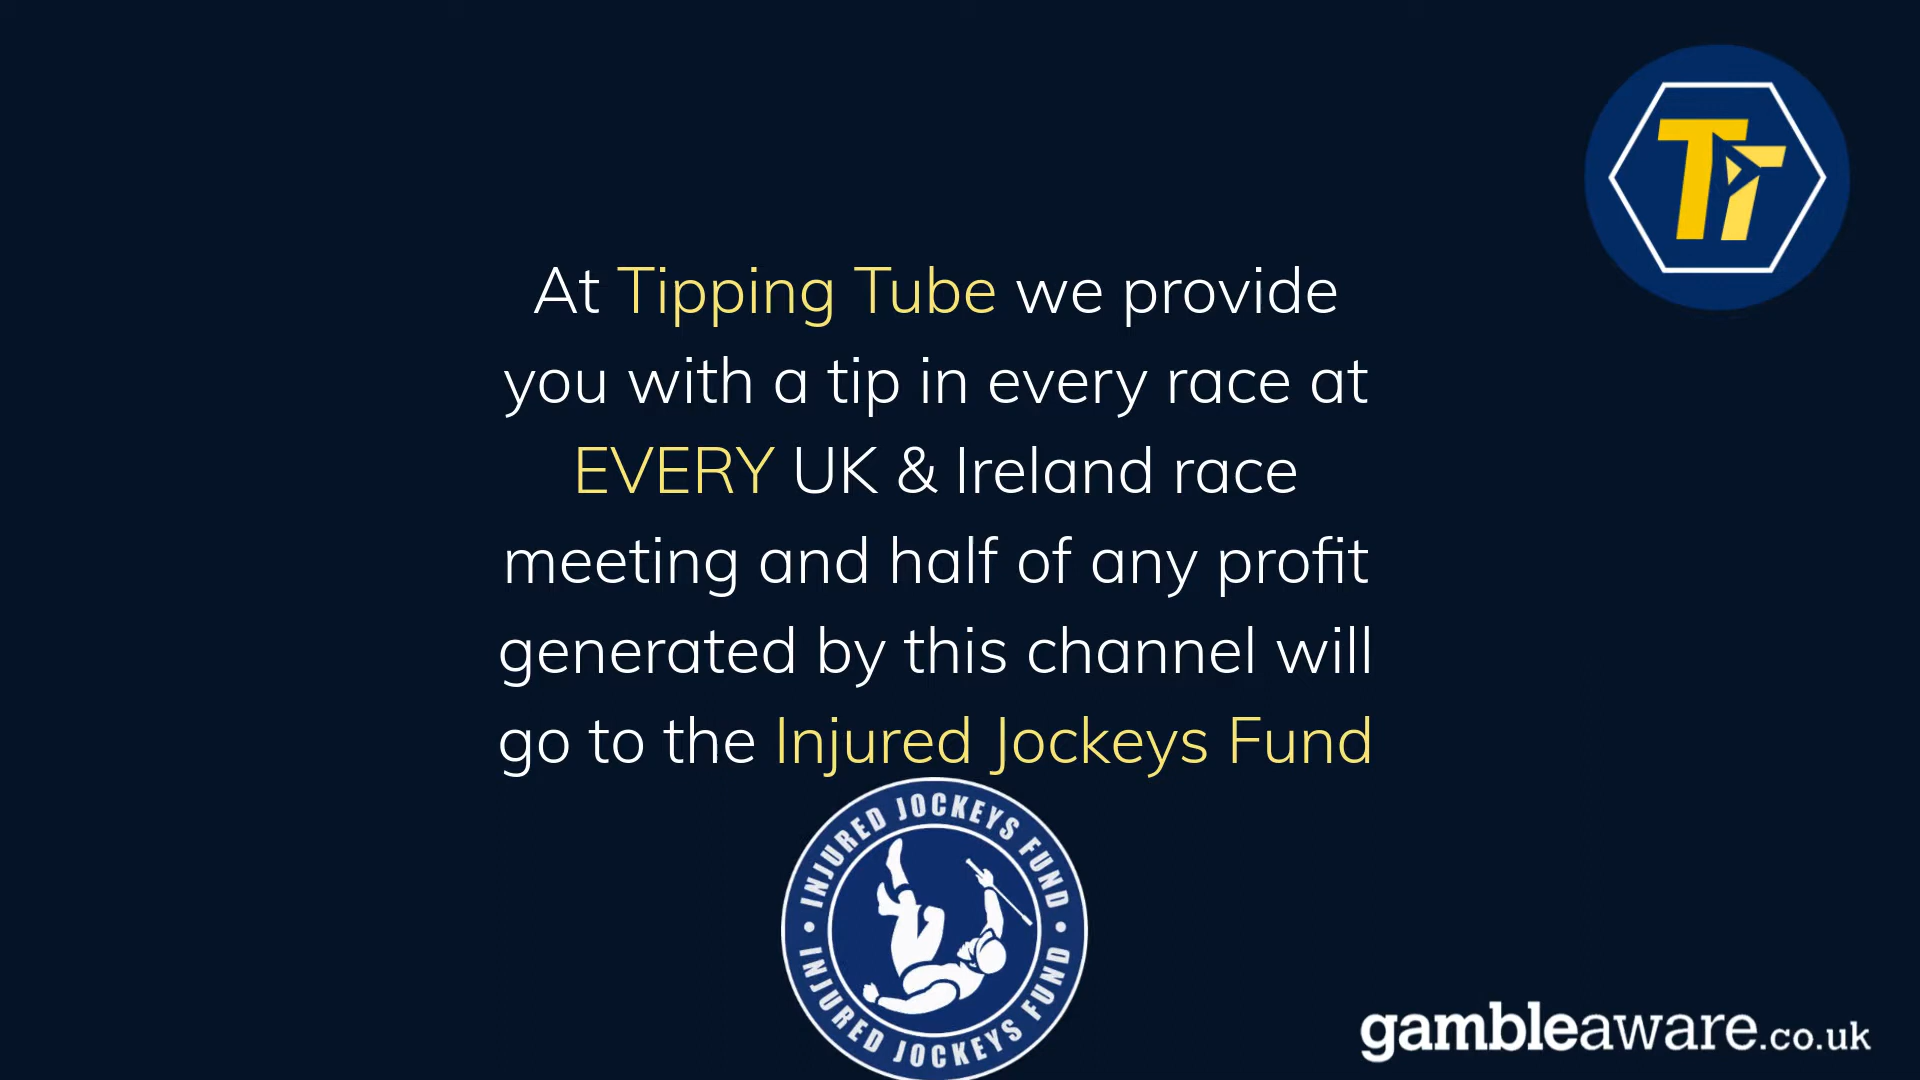 TT
At Tipping Tube we provide
you with a tip in every race at
EVERY UK & Ireland race
meeting and half of any profit
generated by this channel will
go to the Injured Jockeys Fund
• INJURED JOCKEYS FUND •
INJURED JOCKEYS FUND
gambleaware.co.uk